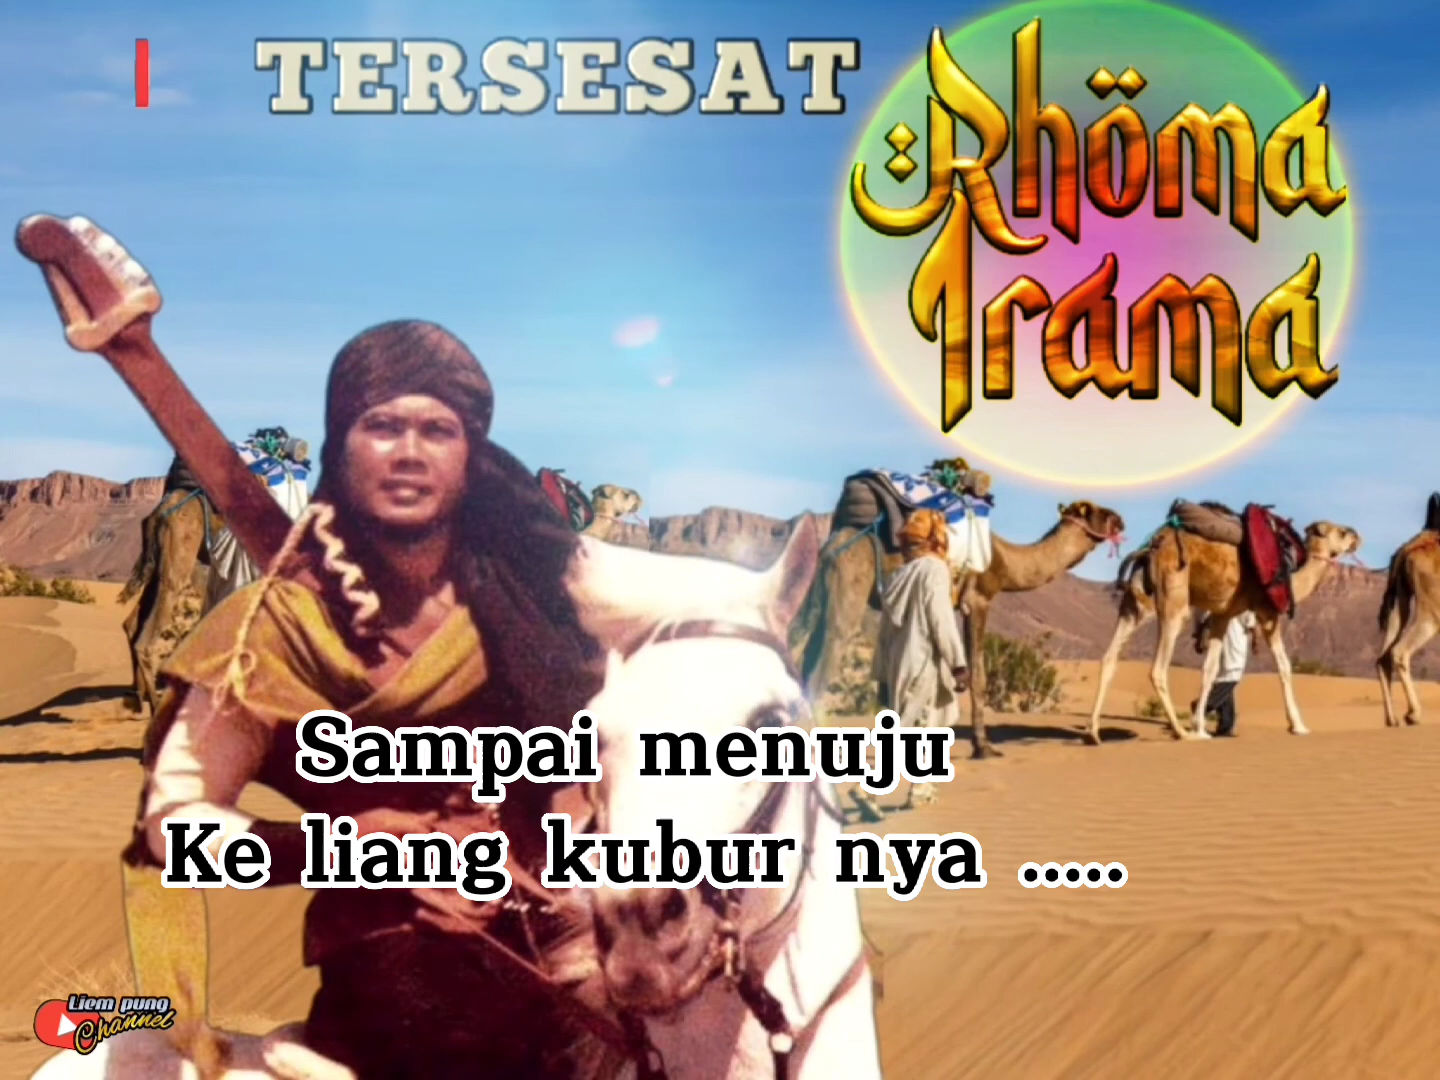 TERSESAT
Rhöma
Irama
Sampai menuju
Ke liang kubur nya .....
Liem pung
Channel